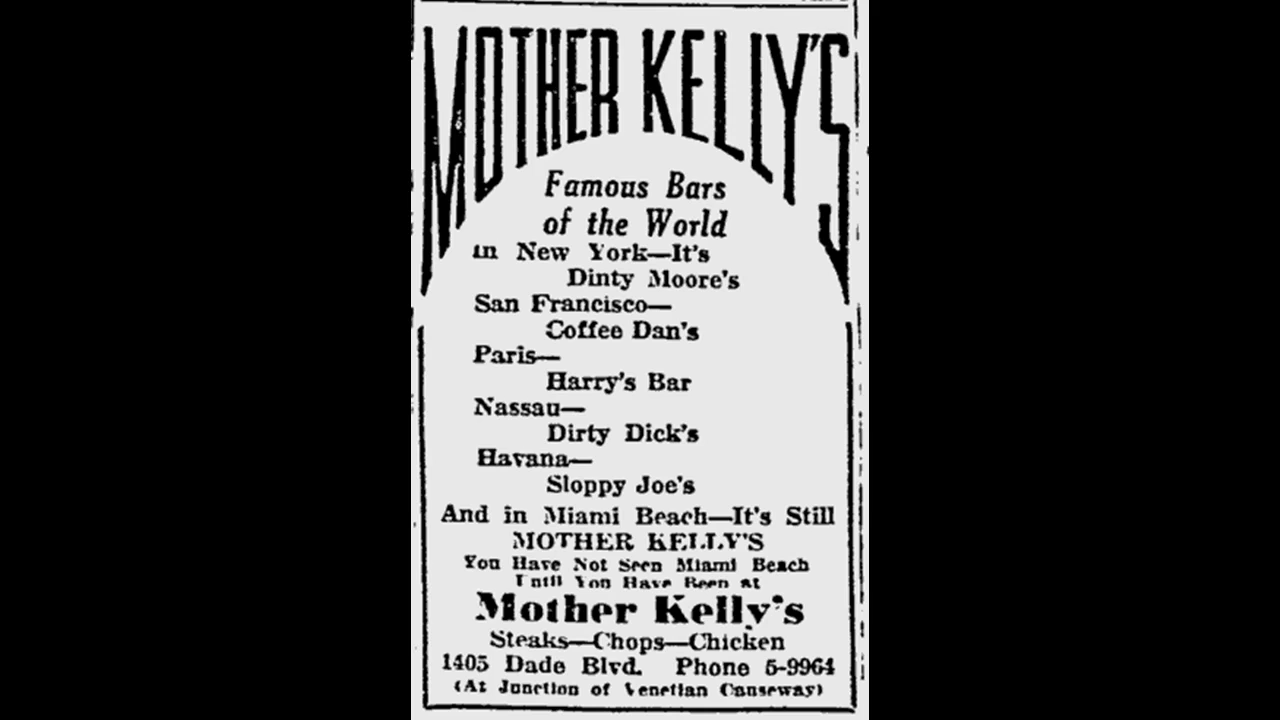 MOTHER KELLY'S
Famous Bars
of the World
in New York—It's
Dinty Moore's
San Francisco—
Coffee Dan's
Paris—
Harry's Bar
Nassau—
Dirty Dick's
Havana—
Sloppy Joe's
And in Miami Beach—It's Still
MOTHER KELLY'S
You Have Not Seen Miami Beach
Until You Have Been at
Mother Kelly's
Steaks—Chops—Chicken
1405 Dade Blvd. Phone 5-9964
(At Junction of Venetian Causeway)